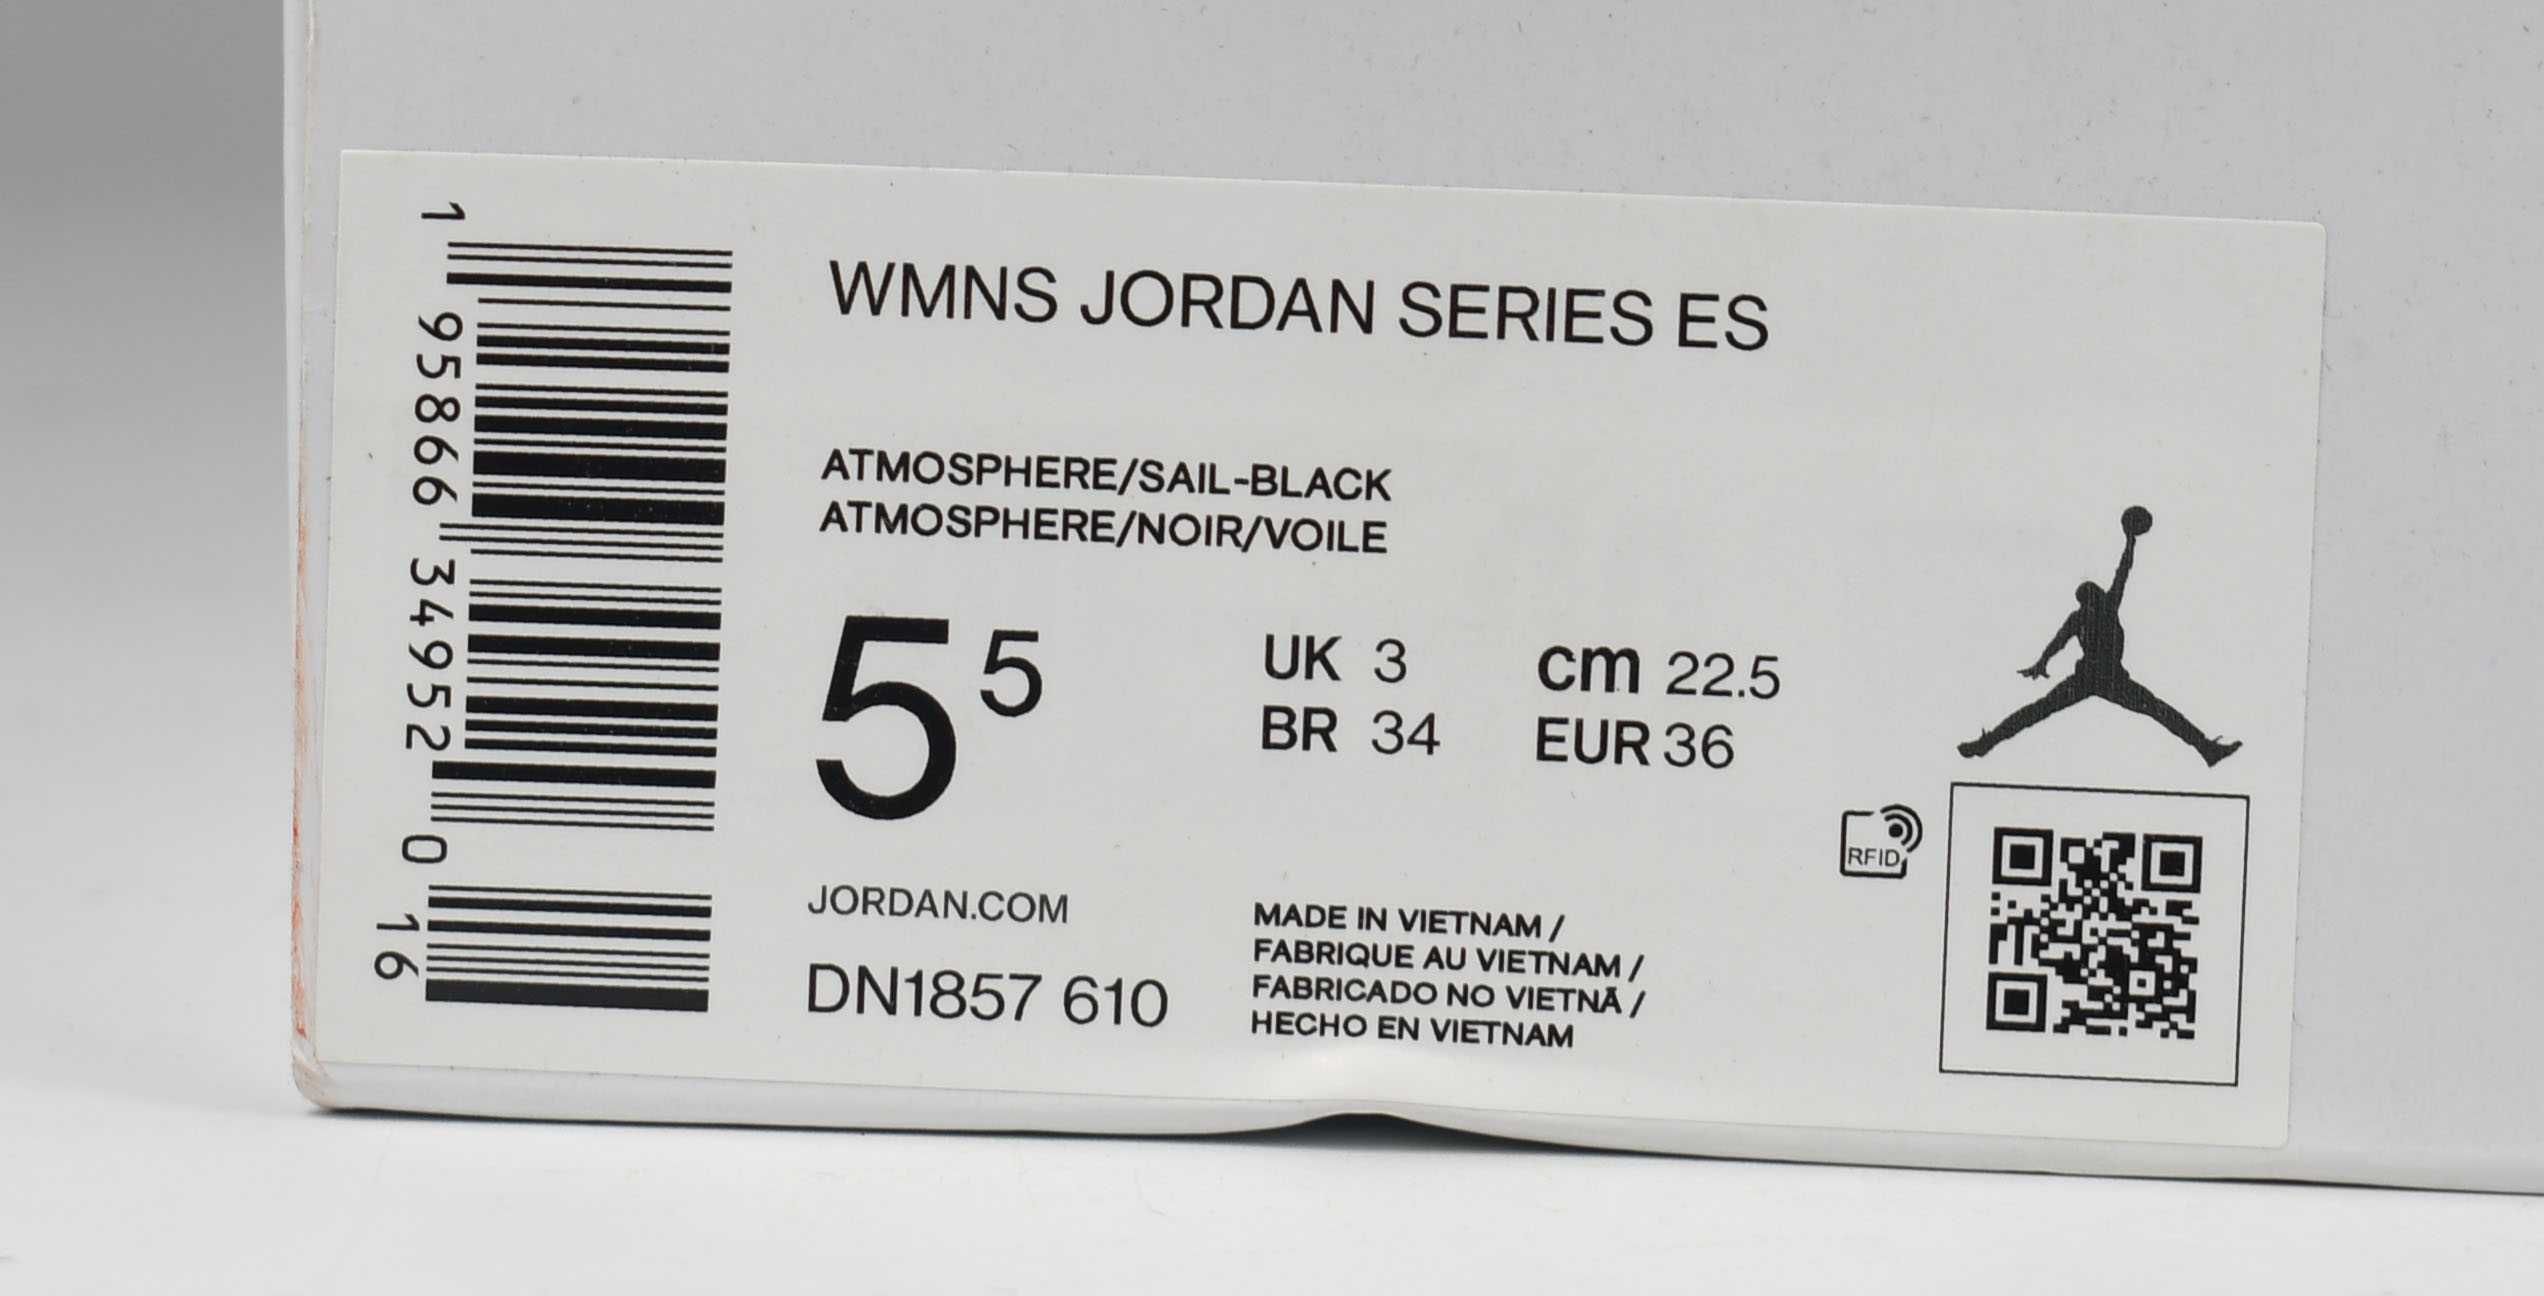 1 95866 34952 0 16
WMNS JORDAN SERIES ES
ATMOSPHERE/SAIL-BLACK
ATMOSPHERE/NOIR/VOILE
5 5
UK 3 cm 22.5
BR 34 EUR 36
RFID
JORDAN.COM
DN1857 610
MADE IN VIETNAM /
FABRIQUE AU VIETNAM /
FABRICADO NO VIETNÃ /
HECHO EN VIETNAM